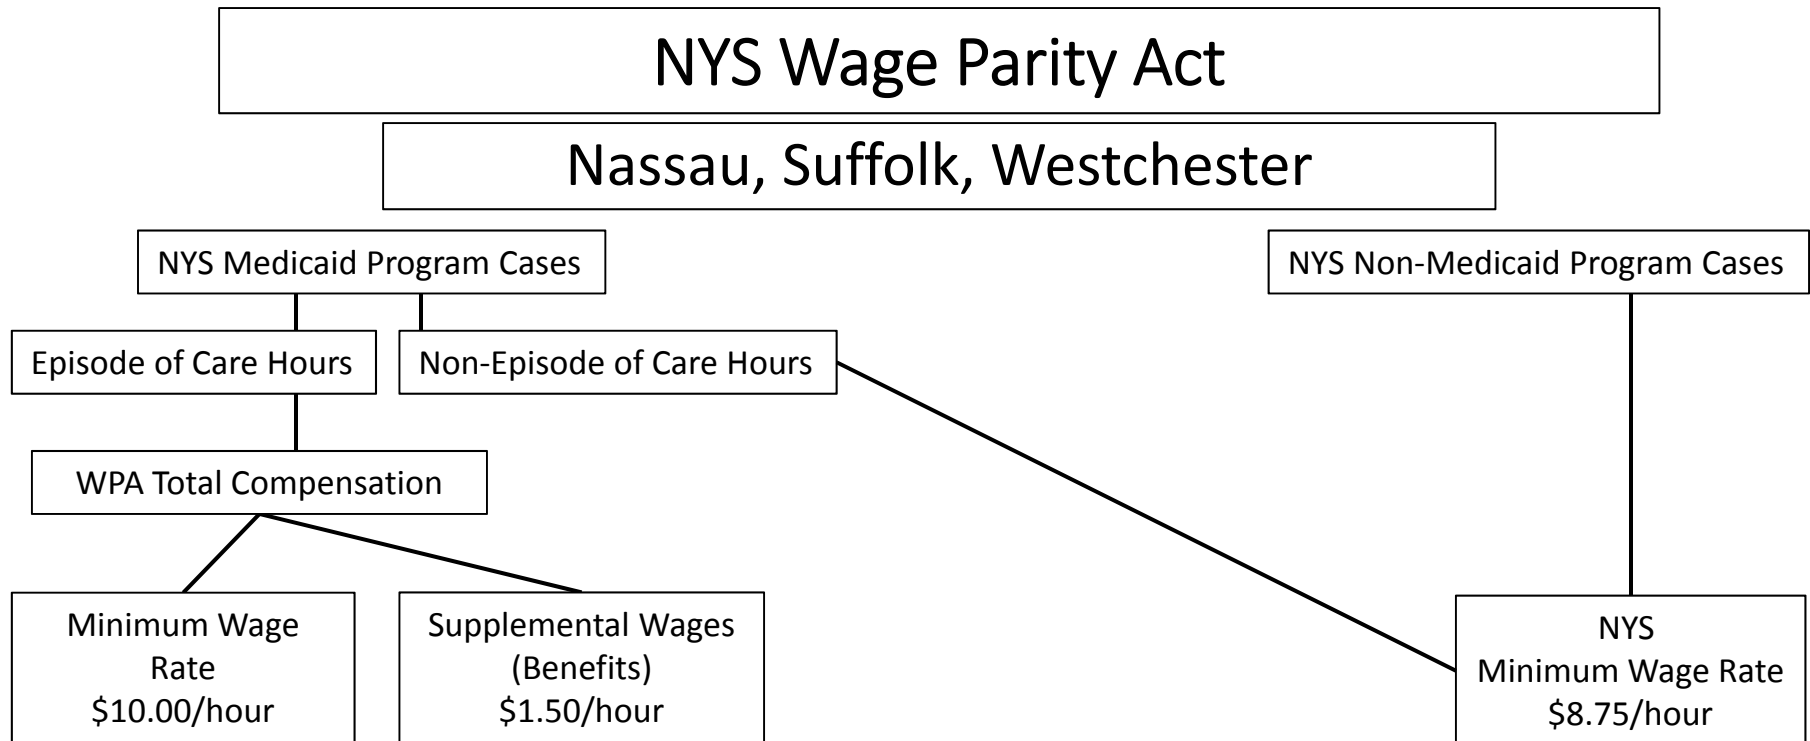 NYS Wage Parity Act
Nassau, Suffolk, Westchester
NYS Medicaid Program Cases
NYS Non-Medicaid Program Cases
Episode of Care Hours
Non-Episode of Care Hours
WPA Total Compensation
Minimum Wage
Rate
$10.00/hour
Supplemental Wages
(Benefits)
$1.50/hour
NYS
Minimum Wage Rate
$8.75/hour